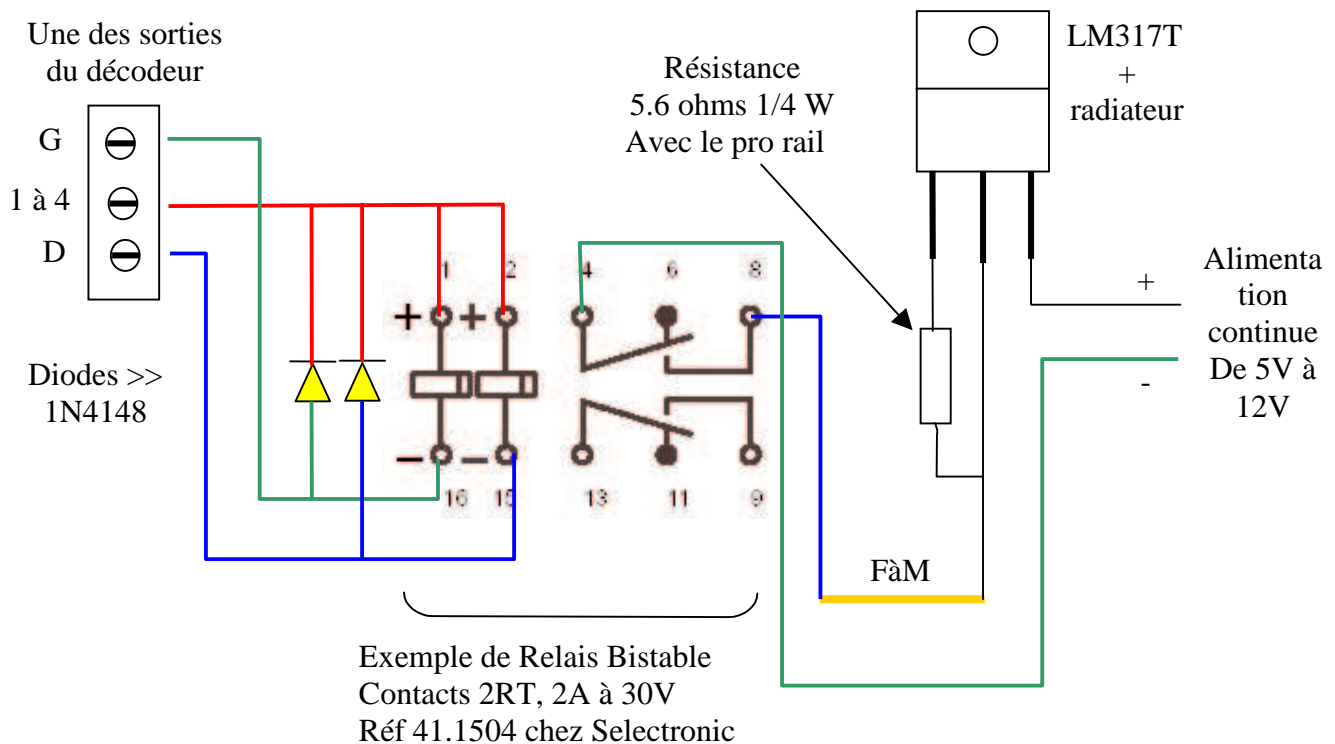 Une des sorties
du décodeur
G
1 à 4
D
Diodes >>
1N4148
Résistance
5.6 ohms 1/4 W
Avec le pro rail
LM317T
+
radiateur
+
-
Alimenta
tion
continue
De 5V à
12V
1 2 4 6 8
+ +
- -
16 15 13 11 9
FàM
Exemple de Relais Bistable
Contacts 2RT, 2A à 30V
Réf 41.1504 chez Selectronic